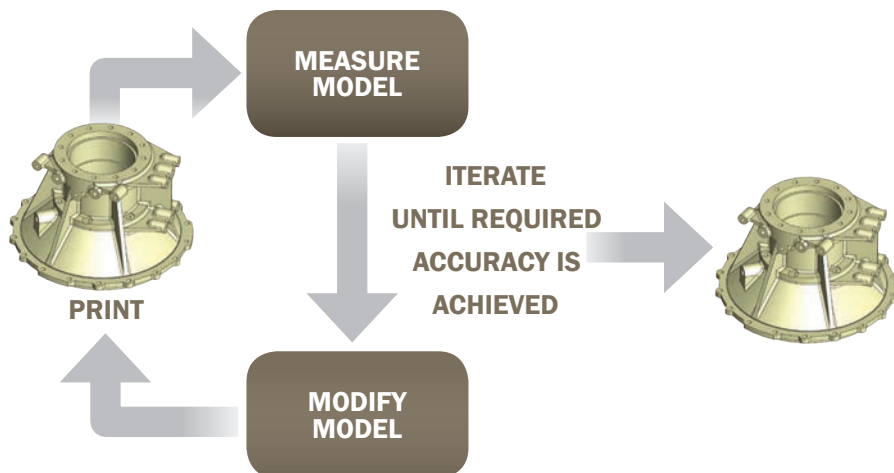 MEASURE
MODEL
ITERATE
UNTIL REQUIRED
ACCURACY IS
ACHIEVED
PRINT
MODIFY
MODEL